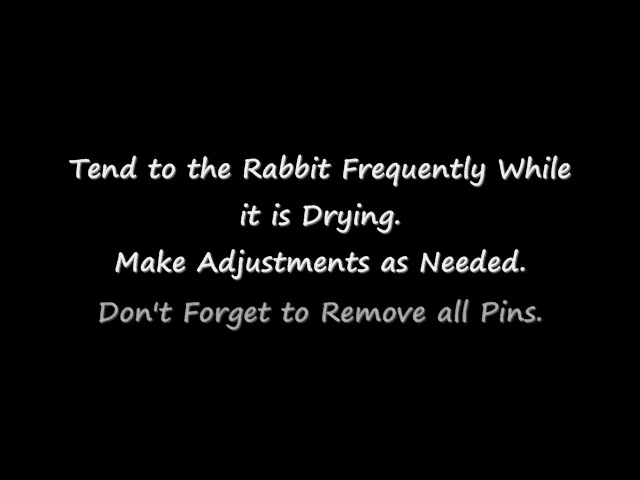 Tend to the Rabbit Frequently While
it is Drying.
Make Adjustments as Needed.
Don't Forget to Remove all Pins.